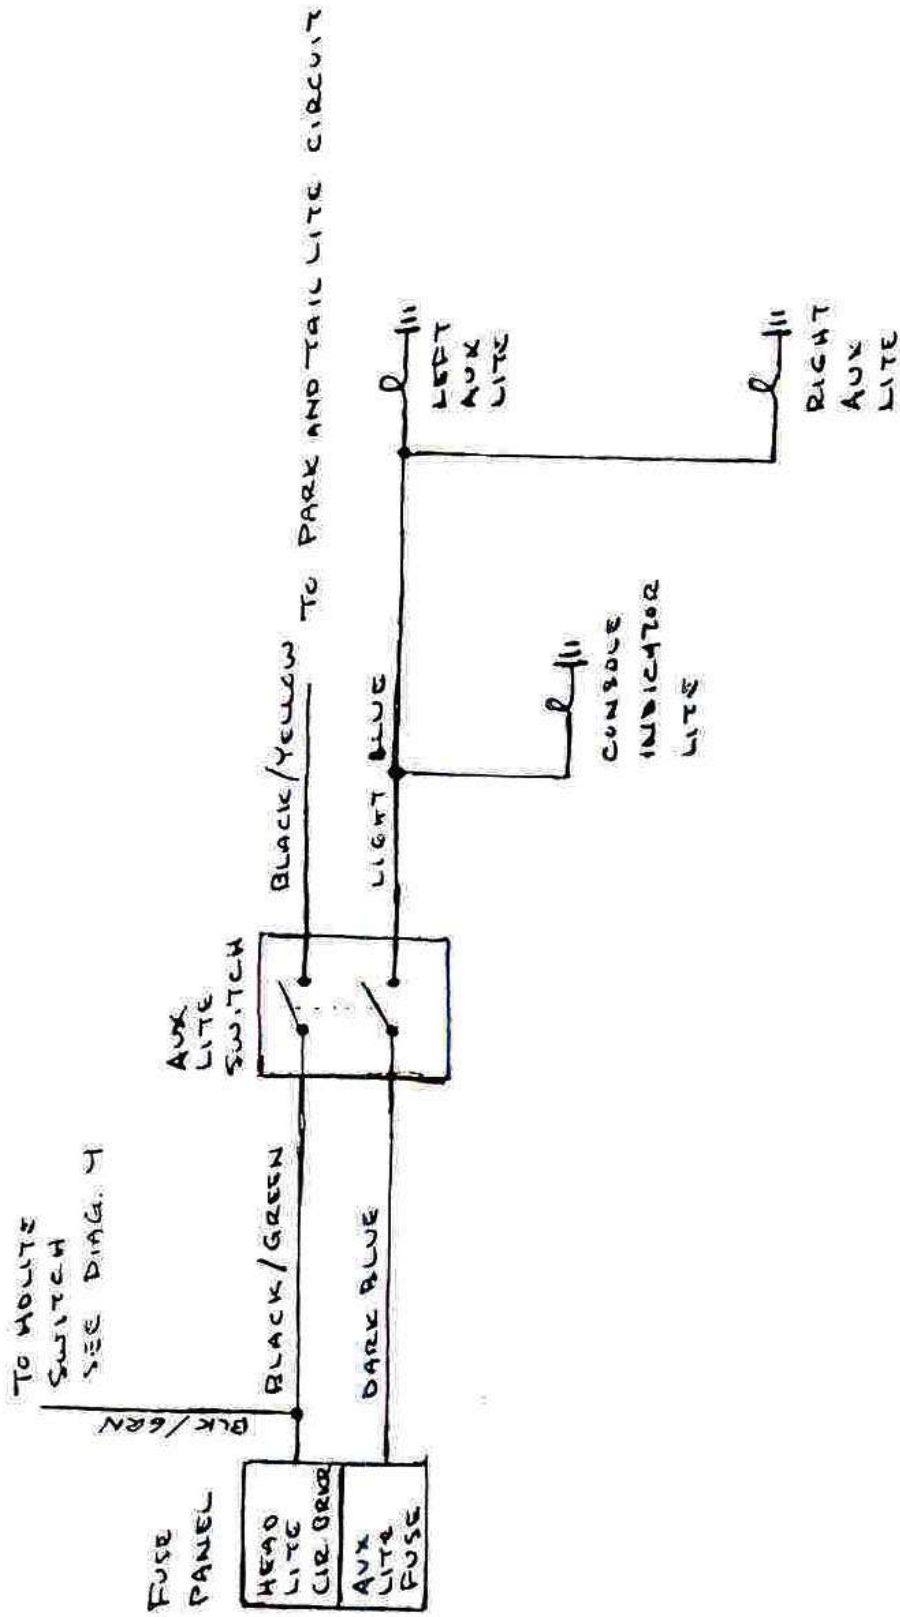 TO HDLITE
SWITCH
SEE DIAG. 4
BLK/GRN
FUSE
PANEL
HEAD
LITE
CIR BRKR
AUX
LITE
FUSE
BLACK/GREEN
DARK BLUE
AUX
LITE
SWITCH
BLACK/YELLOW
TO PARK AND TAIL LITE CIRCUIT
LIGHT BLUE
CONSOLE
INDICATOR
LITE
LEFT
AUX
LITE
RIGHT
AUX
LITE